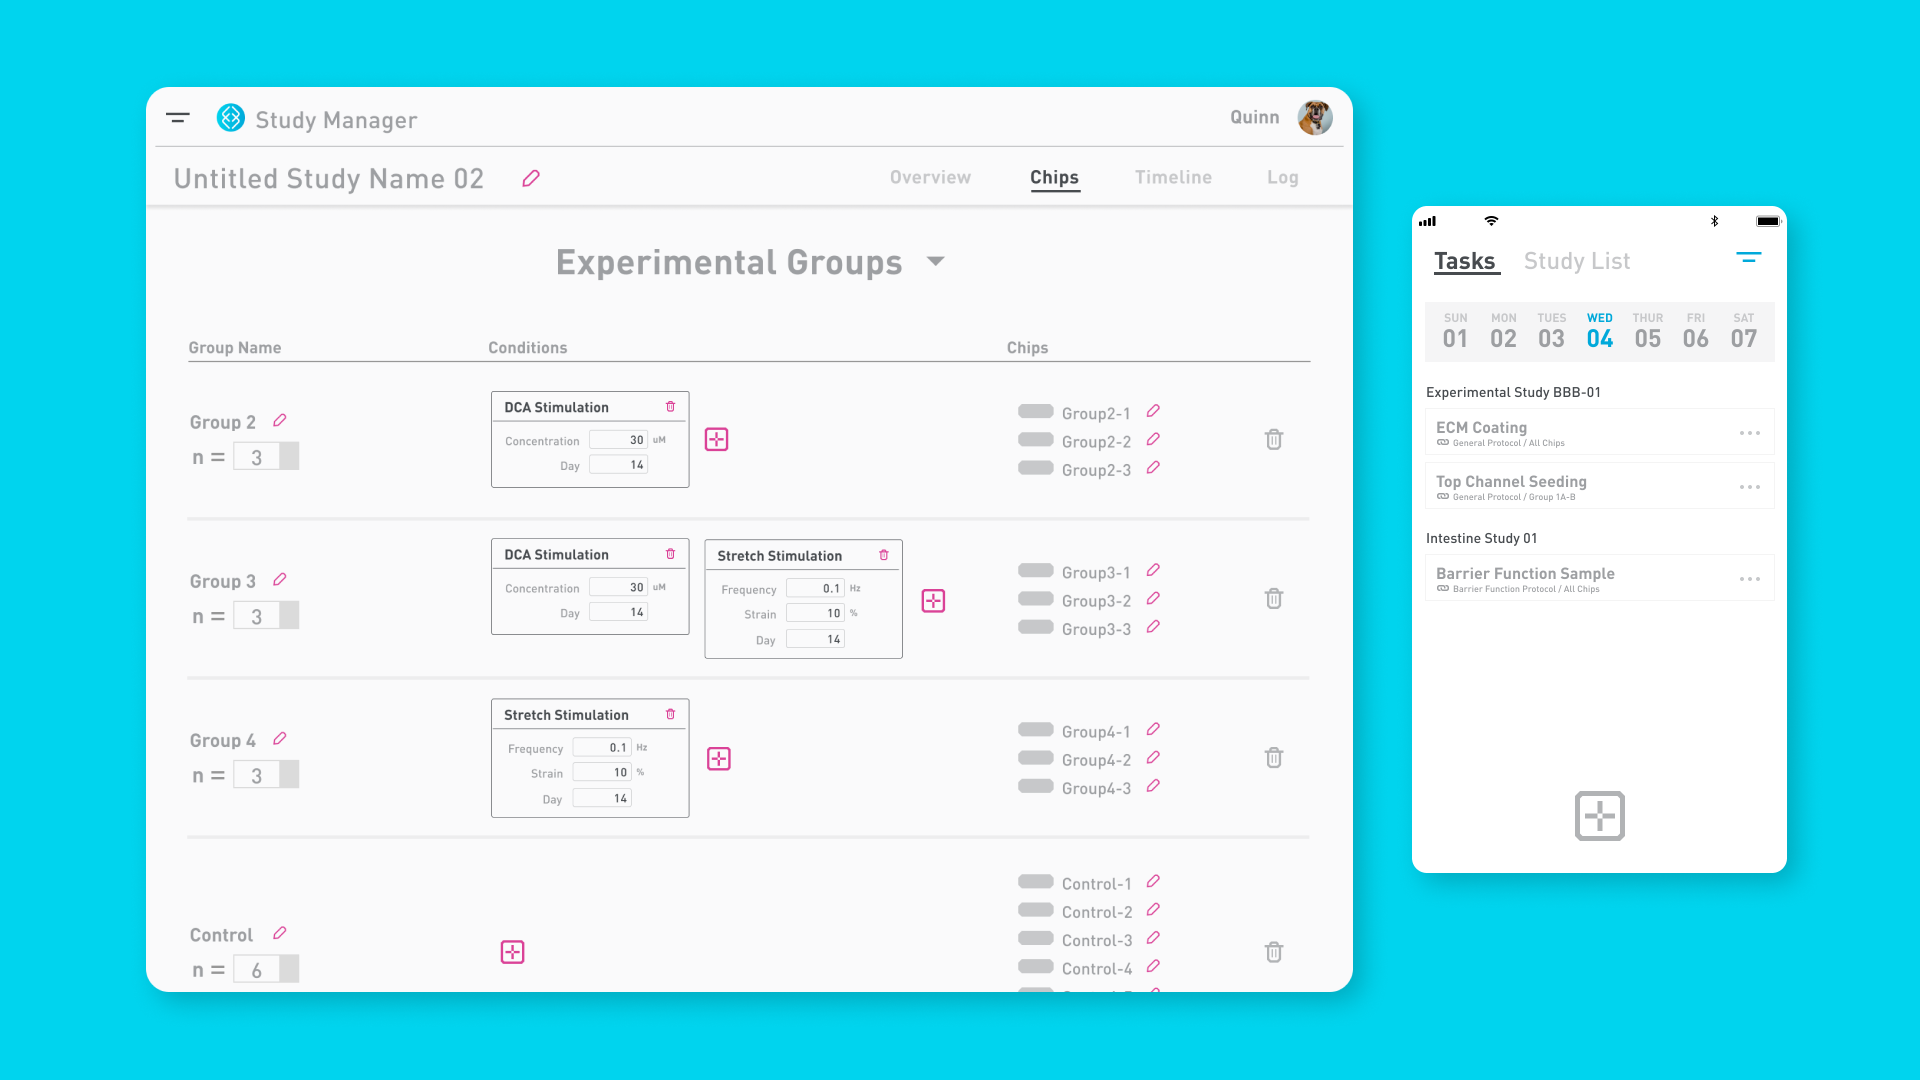 Study Manager
Quinn
Untitled Study Name 02
Overview
Chips
Timeline
Log
Experimental Groups
Group Name
Conditions
Chips
Group 2
n = 3
DCA Stimulation
Concentration 30 uM
Day 14
Group2-1
Group2-2
Group2-3
Group 3
n = 3
DCA Stimulation
Concentration 30 uM
Day 14
Stretch Stimulation
Frequency 0.1 Hz
Strain 10 %
Day 14
Group3-1
Group3-2
Group3-3
Group 4
n = 3
Stretch Stimulation
Frequency 0.1 Hz
Strain 10 %
Day 14
Group4-1
Group4-2
Group4-3
Control
n = 6
Control-1
Control-2
Control-3
Control-4
Tasks
Study List
SUN MON TUES WED THUR FRI SAT
01 02 03 04 05 06 07
Experimental Study BBB-01
ECM Coating
General Protocol / All Chips
Top Channel Seeding
General Protocol / Group 1A-B
Intestine Study 01
Barrier Function Sample
Barrier Function Protocol / All Chips